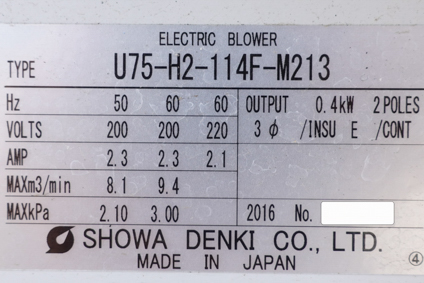 ELECTRIC BLOWER
TYPE U75-H2-114F-M213
Hz 50 60 60 OUTPUT 0.4kW 2 POLES
VOLTS 200 200 220 3 φ /INSU E /CONT
AMP 2.3 2.3 2.1
MAXm3/min 8.1 9.4
MAXkPa 2.10 3.00 2016 No.
SHOWA DENKI CO., LTD.
MADE IN JAPAN ④